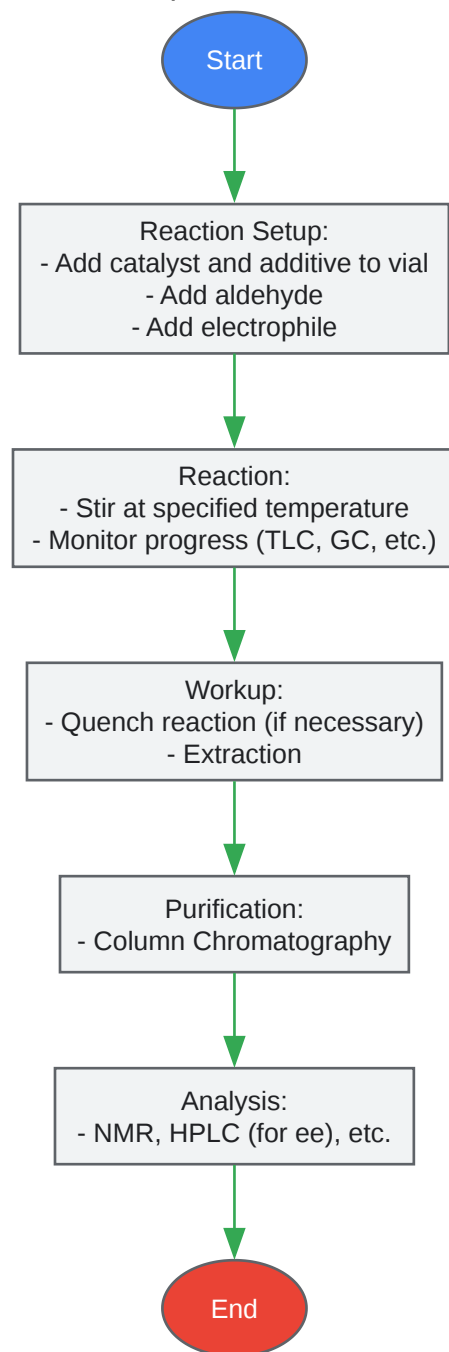 Start
Reaction Setup:
- Add catalyst and additive to vial
- Add aldehyde
- Add electrophile
Reaction:
- Stir at specified temperature
- Monitor progress (TLC, GC, etc.)
Workup:
- Quench reaction (if necessary)
- Extraction
Purification:
- Column Chromatography
Analysis:
- NMR, HPLC (for ee), etc.
End